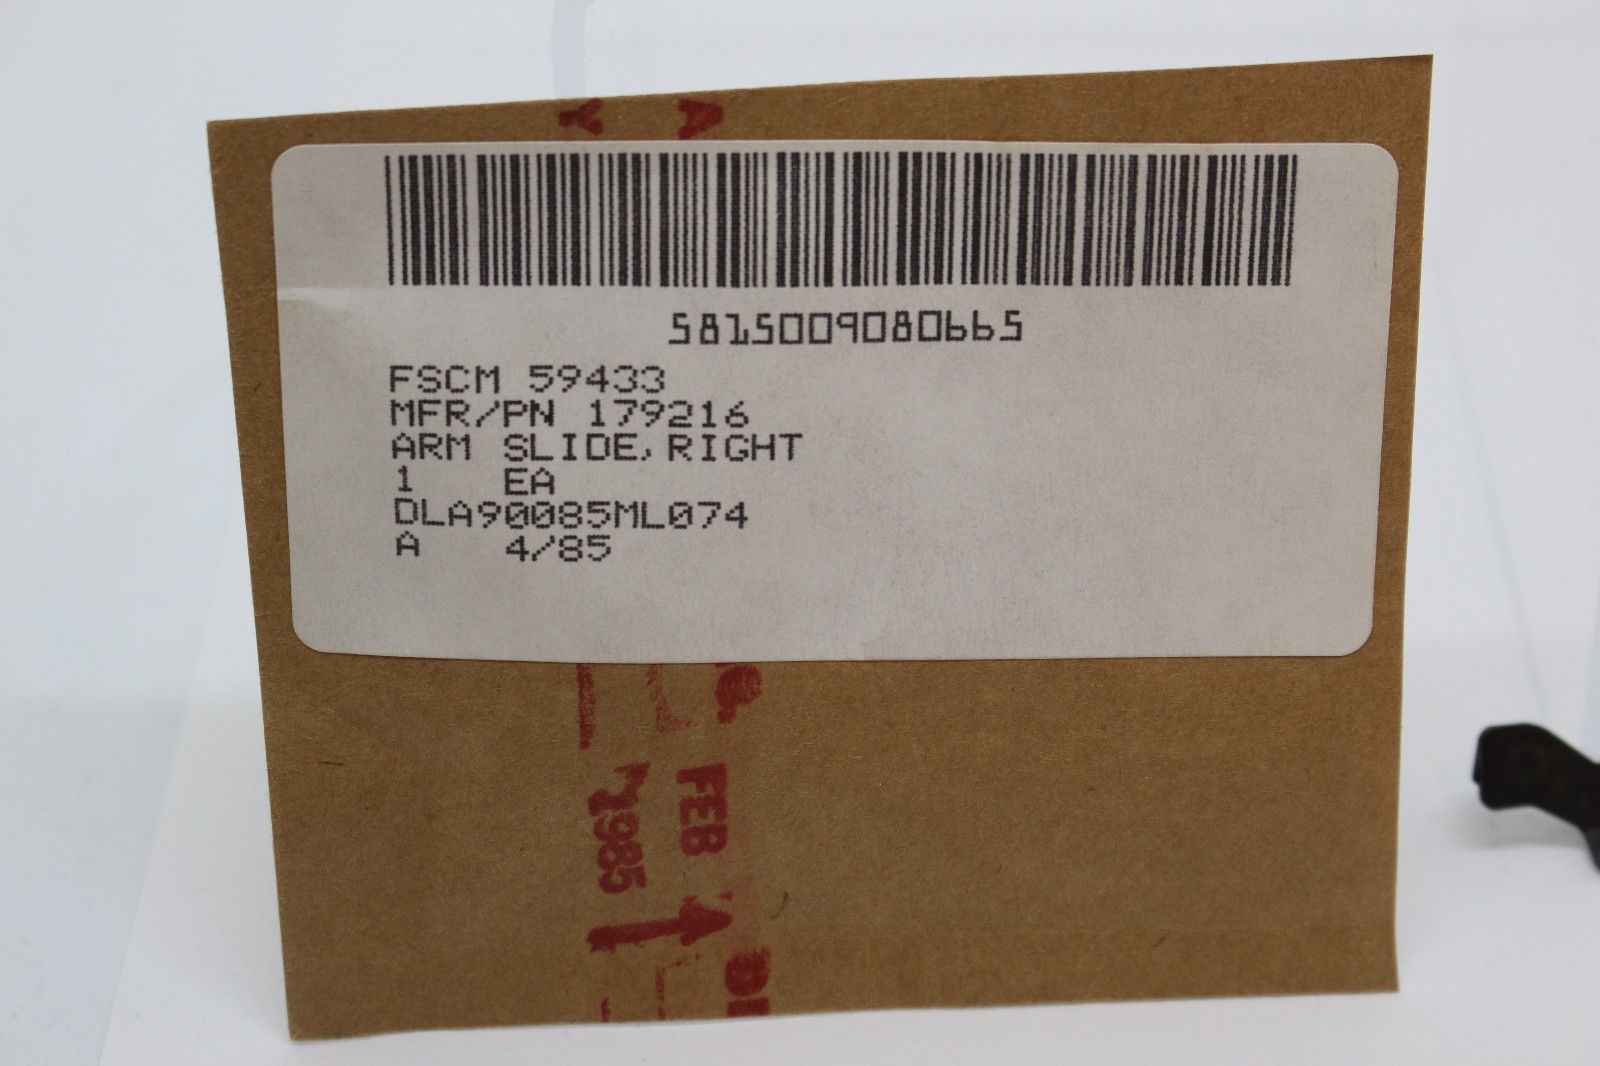 A
Y
5815009080665
FSCM 59433
MFR/PN 179216
ARM SLIDE, RIGHT
1 EA
DLA90085ML074
A 4/85
FEB
1985